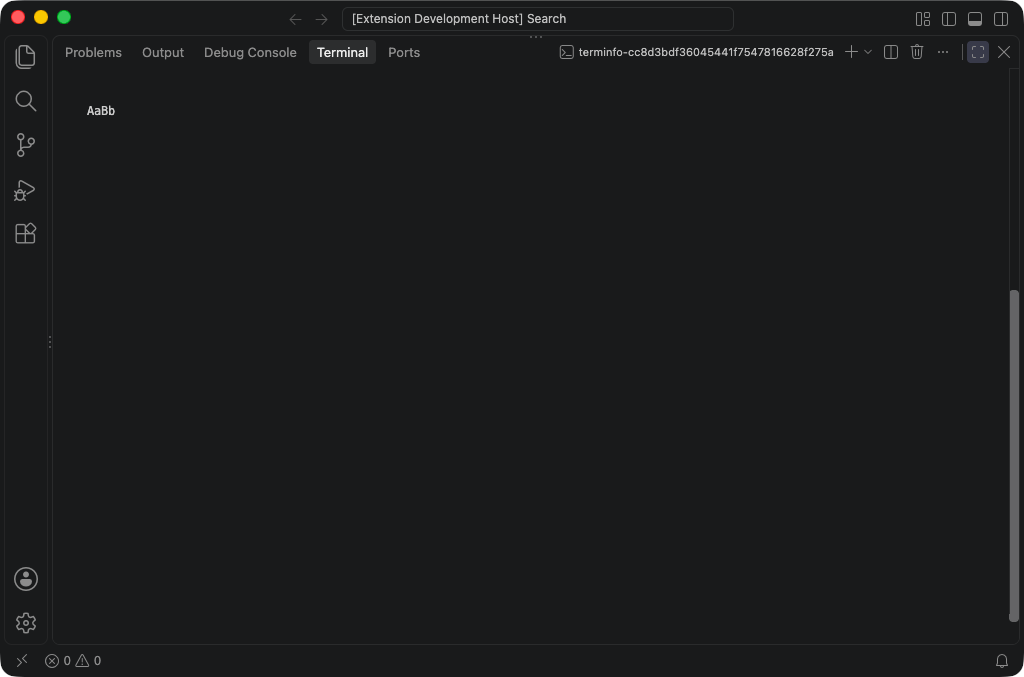 [Extension Development Host] Search
Problems Output Debug Console Terminal Ports
terminfo-cc8d3bdf36045441f7547816628f275a
AaBb
0 0